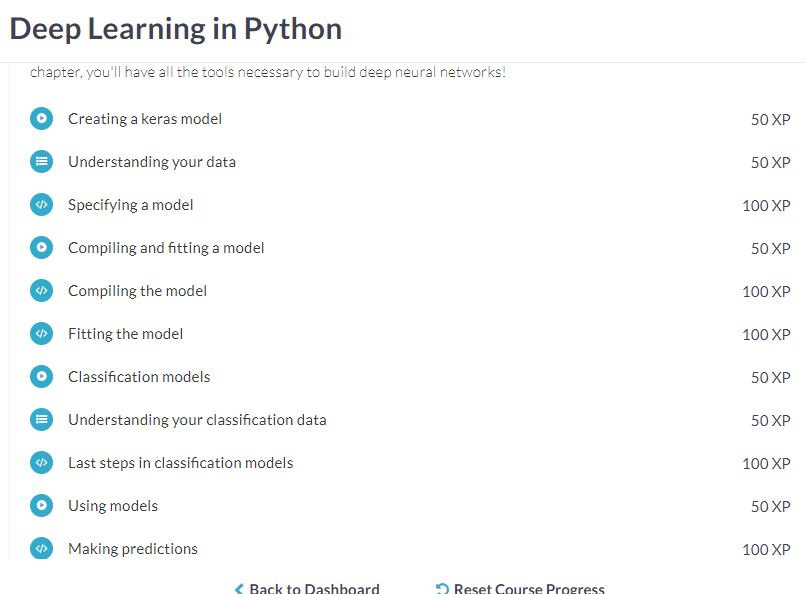 Deep Learning in Python
chapter, you'll have all the tools necessary to build deep neural networks!
Creating a keras model 50 XP
Understanding your data 50 XP
Specifying a model 100 XP
Compiling and fitting a model 50 XP
Compiling the model 100 XP
Fitting the model 100 XP
Classification models 50 XP
Understanding your classification data 50 XP
Last steps in classification models 100 XP
Using models 50 XP
Making predictions 100 XP
Back to Dashboard Reset Course Progress